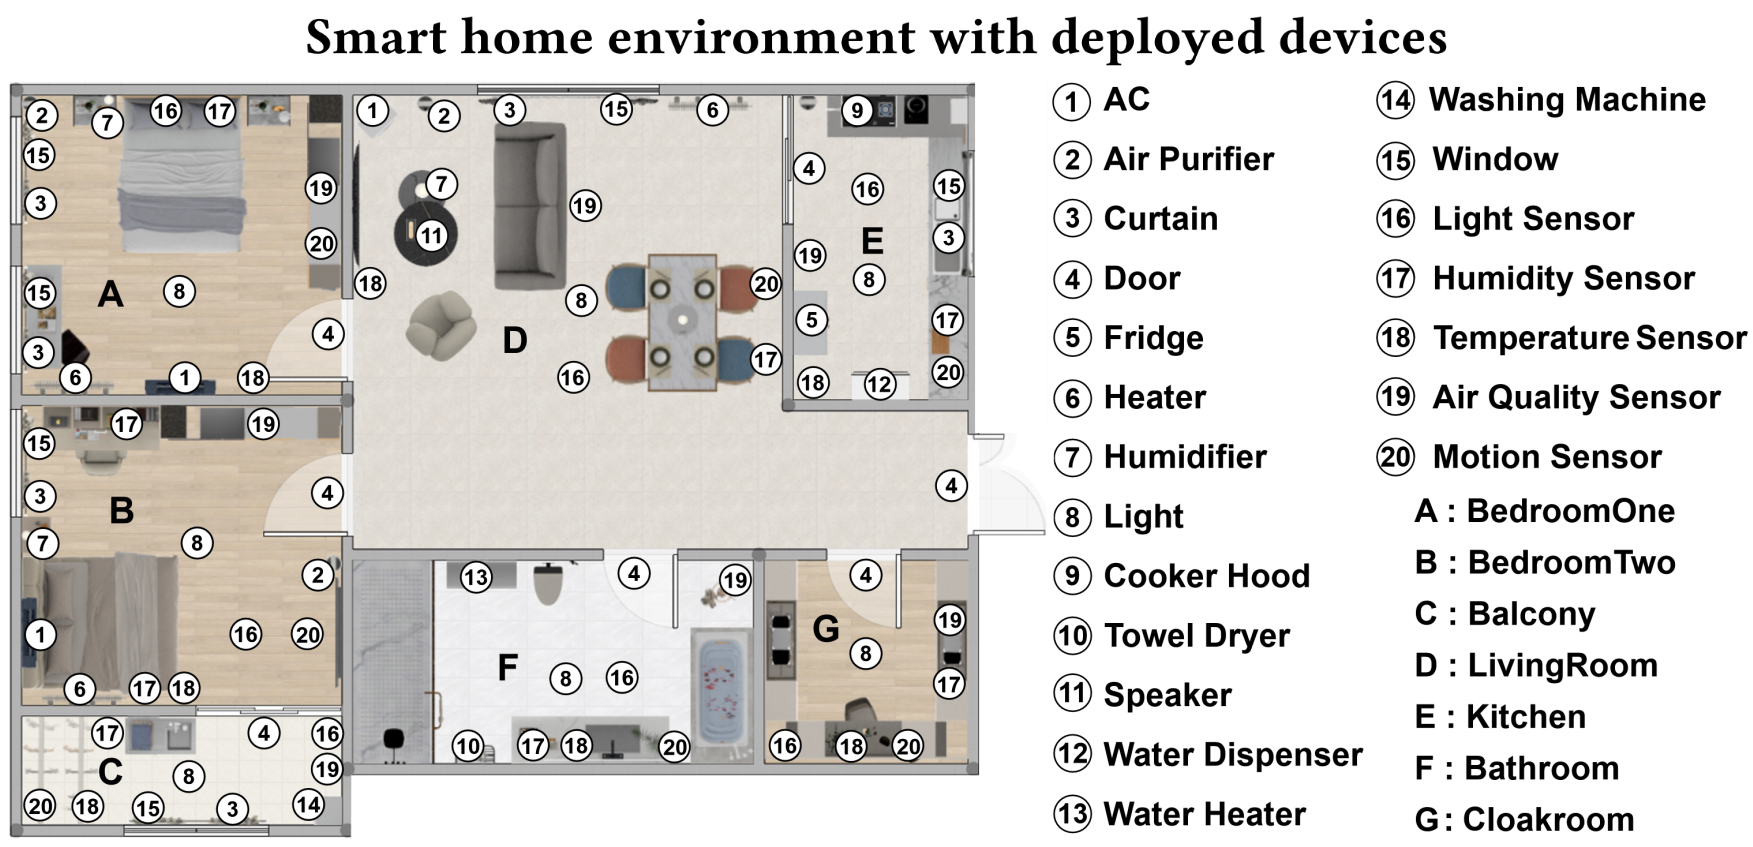 Smart home environment with deployed devices
2 7 16 17 1 2 3 15 6 9
15 19 7 4 16 15
3 20 11 19 19 E 3
15 A 8 18 8 20 8
3 4 D 5 17
6 1 18 16 17 18 12 20
15 17 19
3 B 4 4
7 8 2 13 4 19 4
1 16 20 G 8 19
6 17 18 F 8 16 17
17 4 16 10 17 18 20 16 18 20
C 8 19
20 18 15 3 14
1 AC
2 Air Purifier
3 Curtain
4 Door
5 Fridge
6 Heater
7 Humidifier
8 Light
9 Cooker Hood
10 Towel Dryer
11 Speaker
12 Water Dispenser
13 Water Heater
14 Washing Machine
15 Window
16 Light Sensor
17 Humidity Sensor
18 Temperature Sensor
19 Air Quality Sensor
20 Motion Sensor
A : BedroomOne
B : BedroomTwo
C : Balcony
D : LivingRoom
E : Kitchen
F : Bathroom
G : Cloakroom